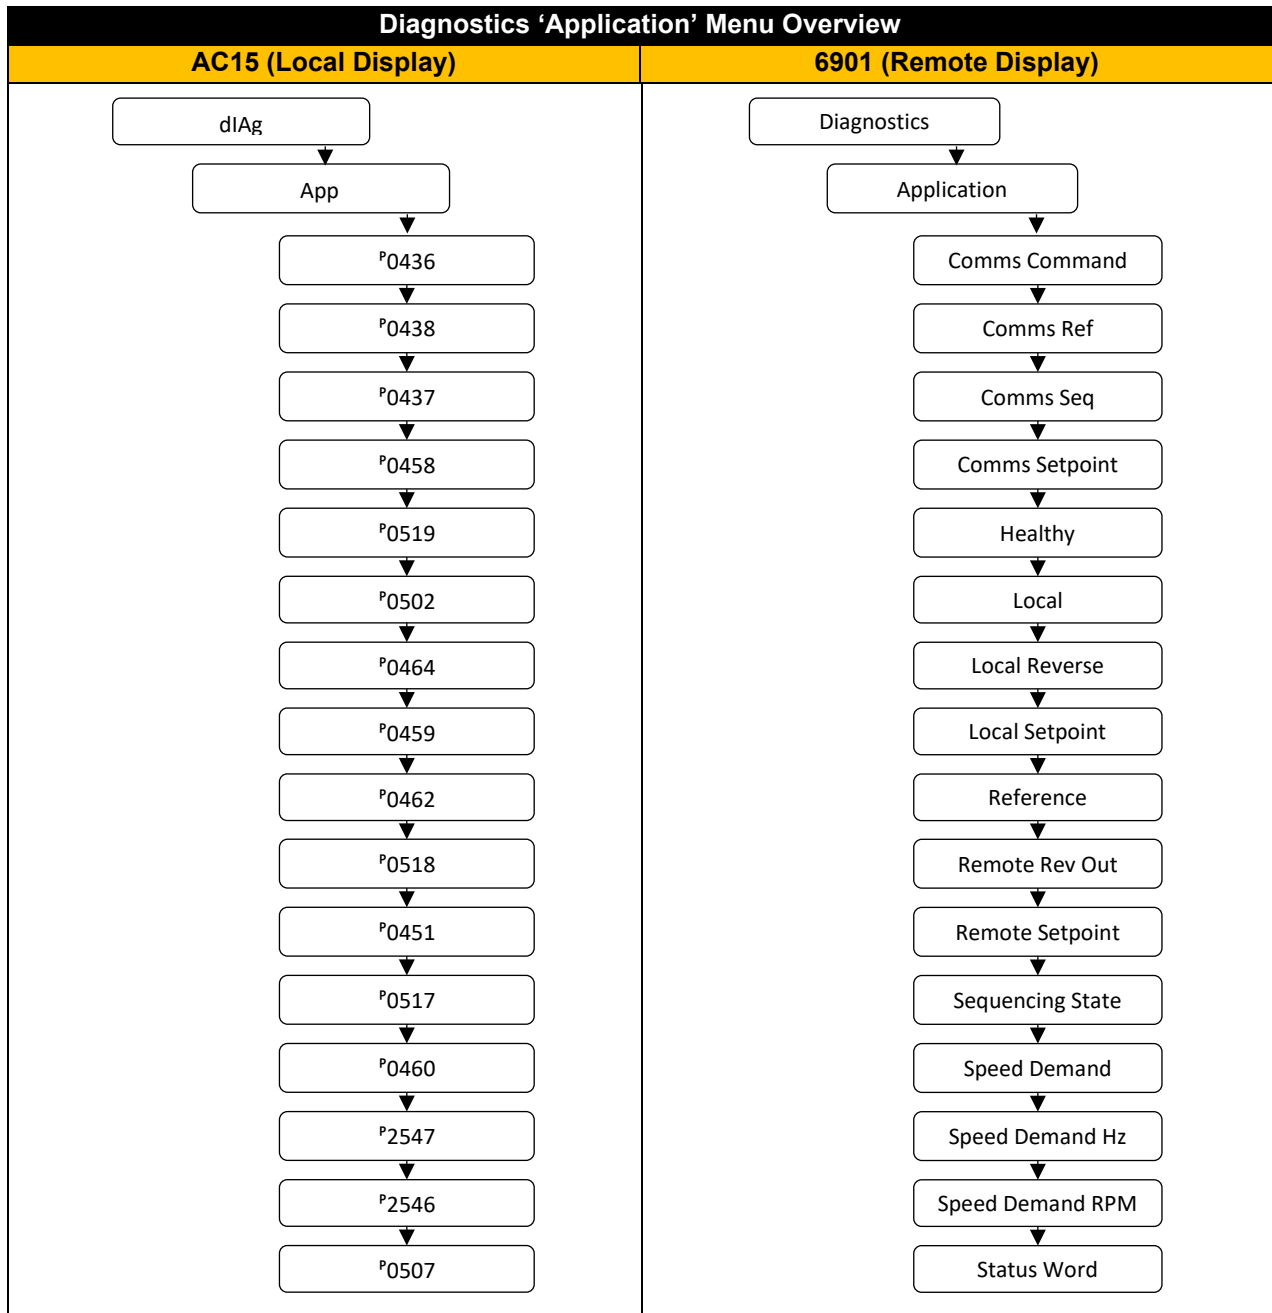 Diagnostics ‘Application’ Menu Overview
AC15 (Local Display)
6901 (Remote Display)
dIAg
App
P0436
P0438
P0437
P0458
P0519
P0502
P0464
P0459
P0462
P0518
P0451
P0517
P0460
P2547
P2546
P0507
Diagnostics
Application
Comms Command
Comms Ref
Comms Seq
Comms Setpoint
Healthy
Local
Local Reverse
Local Setpoint
Reference
Remote Rev Out
Remote Setpoint
Sequencing State
Speed Demand
Speed Demand Hz
Speed Demand RPM
Status Word